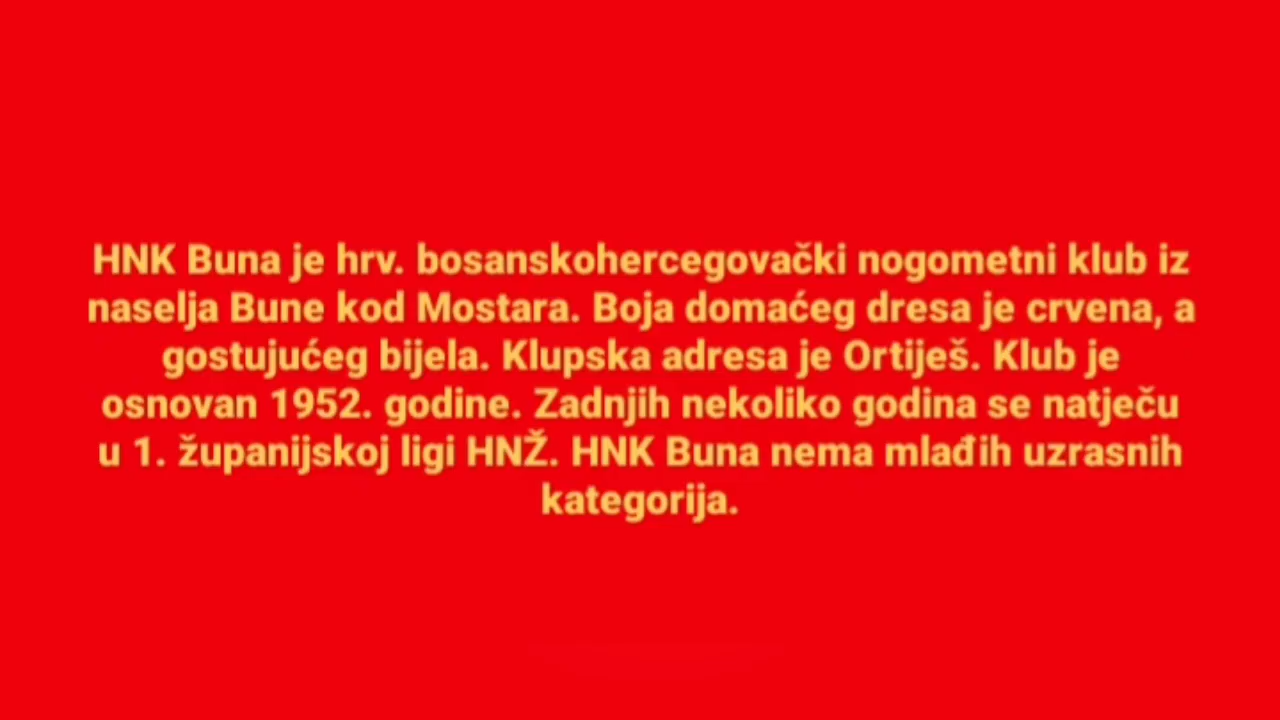 HNK Buna je hrv. bosanskohercegovački nogometni klub iz
naselja Bune kod Mostara. Boja domaćeg dresa je crvena, a
gostujućeg bijela. Klupska adresa je Ortiješ. Klub je
osnovan 1952. godine. Zadnjih nekoliko godina se natječu
u 1. županijskoj ligi HNŽ. HNK Buna nema mlađih uzrasnih
kategorija.